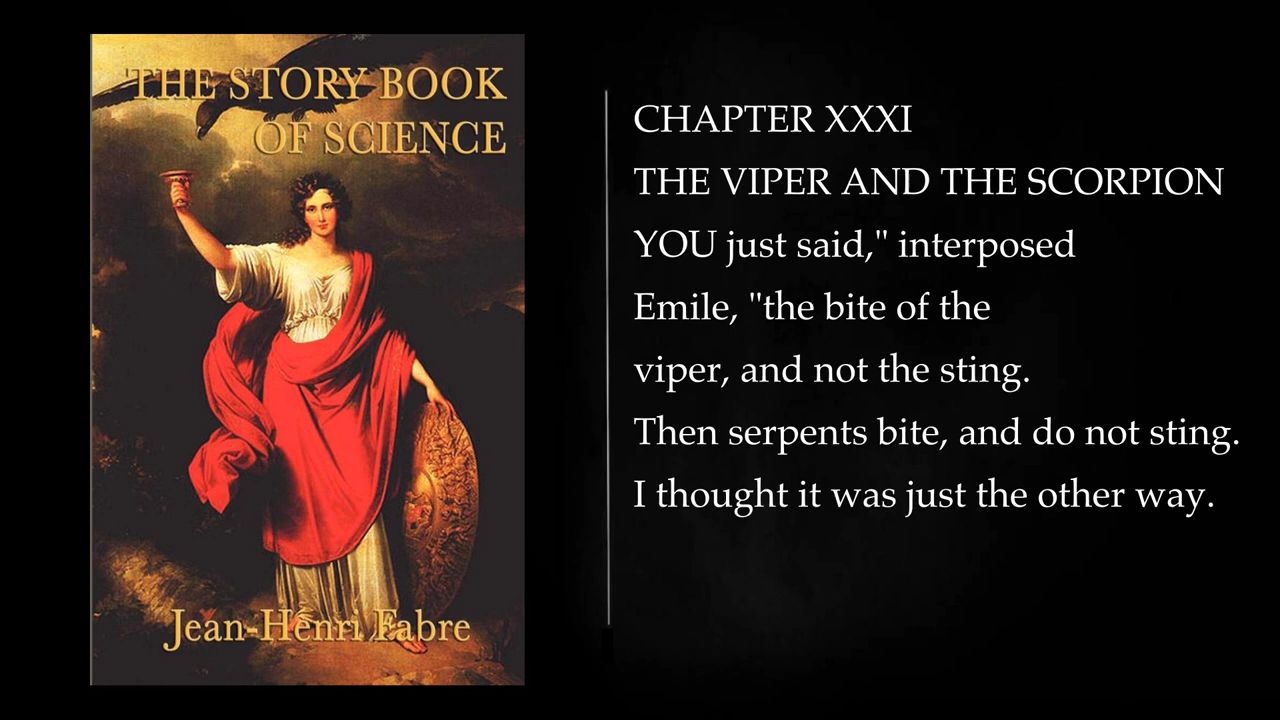 THE STORY BOOK
OF SCIENCE
Jean-Henri Fabre
CHAPTER XXXI
THE VIPER AND THE SCORPION
YOU just said," interposed
Emile, "the bite of the
viper, and not the sting.
Then serpents bite, and do not sting.
I thought it was just the other way.